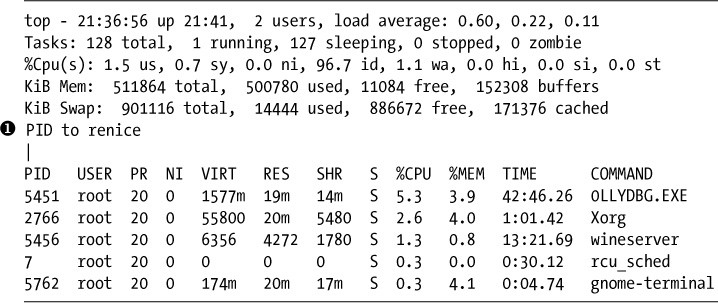 top - 21:36:56 up 21:41,  2 users, load average: 0.60, 0.22, 0.11
Tasks: 128 total,  1 running, 127 sleeping, 0 stopped, 0 zombie
%Cpu(s): 1.5 us, 0.7 sy, 0.0 ni, 96.7 id, 1.1 wa, 0.0 hi, 0.0 si, 0.0 st
KiB Mem:  511864 total,  500780 used, 11084 free,  152308 buffers
KiB Swap:  901116 total,  14444 used,  886672 free,  171376 cached
❶ PID to renice
|
PID   USER  PR  NI  VIRT   RES   SHR   S  %CPU  %MEM  TIME      COMMAND
5451  root  20  0   1577m  19m   14m   S  5.3   3.9   42:46.26  OLLYDBG.EXE
2766  root  20  0   55800  20m   5480  S  2.6   4.0   1:01.42   Xorg
5456  root  20  0   6356   4272  1780  S  1.3   0.8   13:21.69  wineserver
7     root  20  0   0      0     0     S  0.3   0.0   0:30.12   rcu_sched
5762  root  20  0   174m   20m   17m   S  0.3   4.1   0:04.74   gnome-terminal